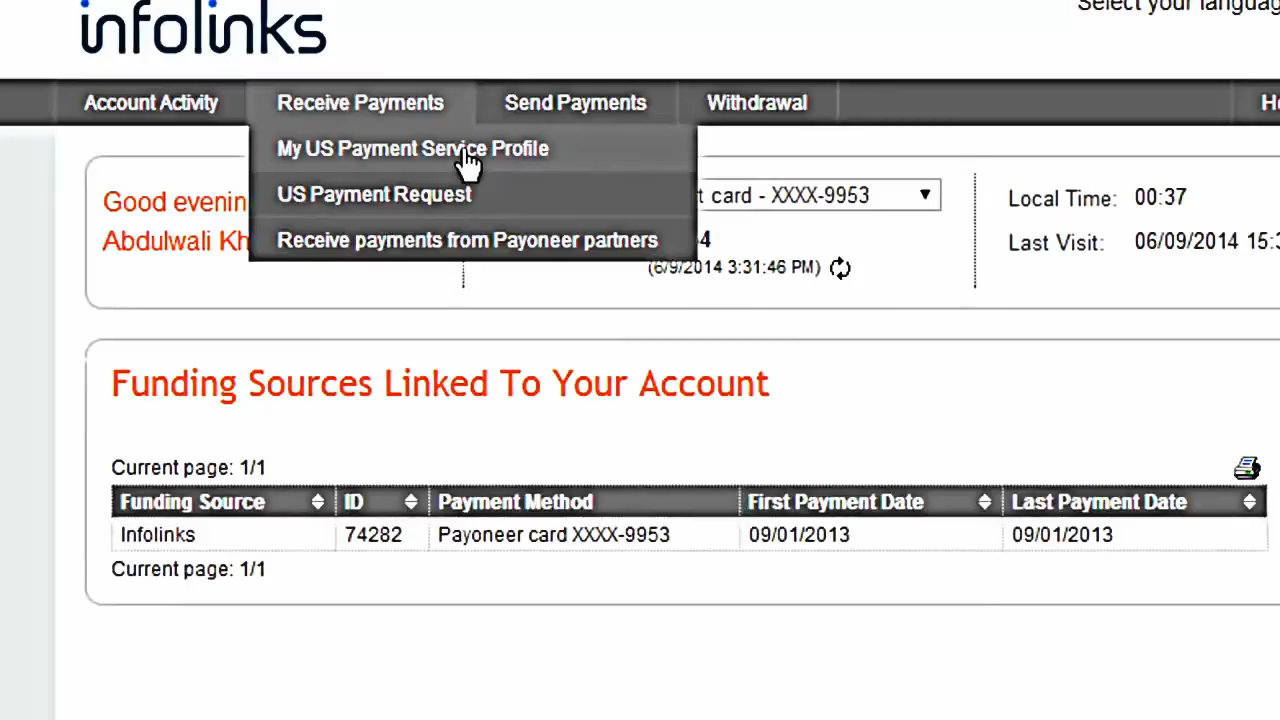 Select your languag
infolinks
Account Activity Receive Payments Send Payments Withdrawal He
My US Payment Service Profile
US Payment Request
Receive payments from Payoneer partners
Good evenin
Abdulwali Kh
t card - XXXX-9953
4
(6/9/2014 3:31:46 PM)
Local Time: 00:37
Last Visit: 06/09/2014 15:3
Funding Sources Linked To Your Account
Current page: 1/1
Funding Source ID Payment Method First Payment Date Last Payment Date
Infolinks 74282 Payoneer card XXXX-9953 09/01/2013 09/01/2013
Current page: 1/1